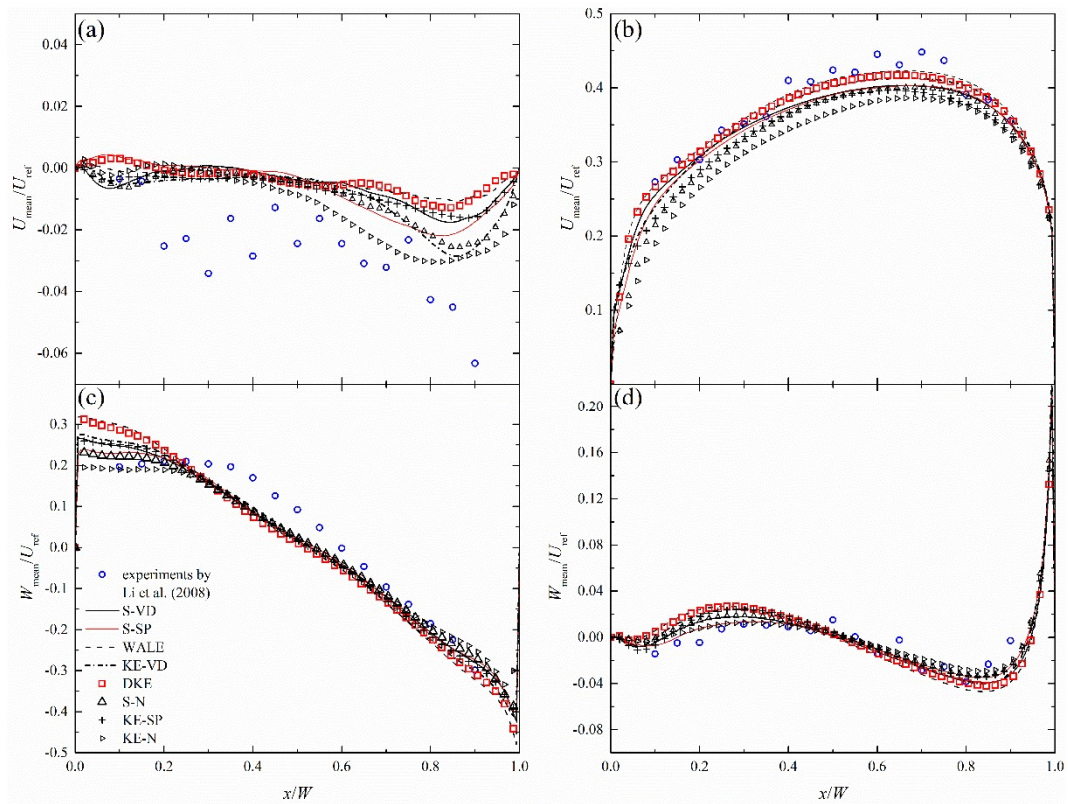 (a)
0.04
0.02
0.00
-0.02
-0.04
-0.06
U_mean/U_ref
(b)
0.5
0.4
0.3
0.2
0.1
U_mean/U_ref
(c)
0.3
0.2
0.1
0.0
-0.1
-0.2
-0.3
-0.4
-0.5
W_mean/U_ref
experiments by
Li et al. (2008)
S-VD
S-SP
WALE
KE-VD
DKE
S-N
KE-SP
KE-N
0.0 0.2 0.4 0.6 0.8 1.0
x/W
(d)
0.20
0.16
0.12
0.08
0.04
0.00
-0.04
-0.08
W_mean/U_ref
0.0 0.2 0.4 0.6 0.8 1.0
x/W